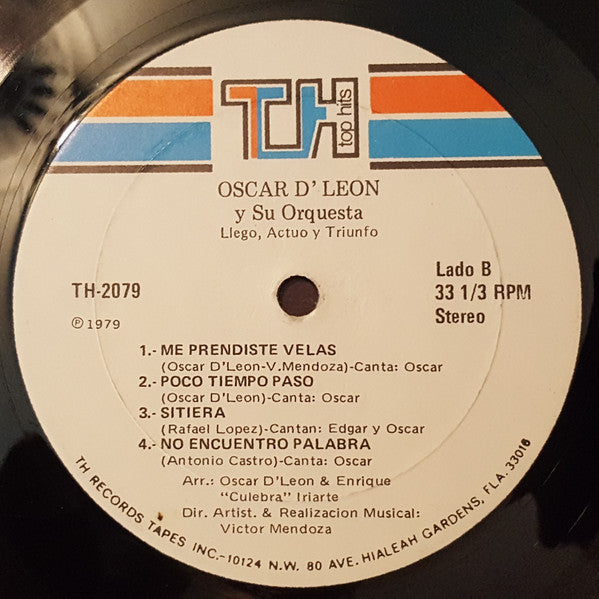 TH
top hits
OSCAR D' LEON
y Su Orquesta
Llego, Actuo y Triunfo
TH-2079
Lado B
33 1/3 RPM
Stereo
℗ 1979
1.- ME PRENDISTE VELAS
(Oscar D'Leon-V.Mendoza)-Canta: Oscar
2.- POCO TIEMPO PASO
(Oscar D'Leon)-Canta: Oscar
3.- SITIERA
(Rafael Lopez)-Cantan: Edgar y Oscar
4.- NO ENCUENTRO PALABRA
(Antonio Castro)-Canta: Oscar
Arr.: Oscar D'Leon & Enrique
"Culebra" Iriarte
Dir. Artist. & Realizacion Musical:
Victor Mendoza
TH RECORDS TAPES INC.-10124 N.W. 80 AVE. HIALEAH GARDENS, FLA. 33016